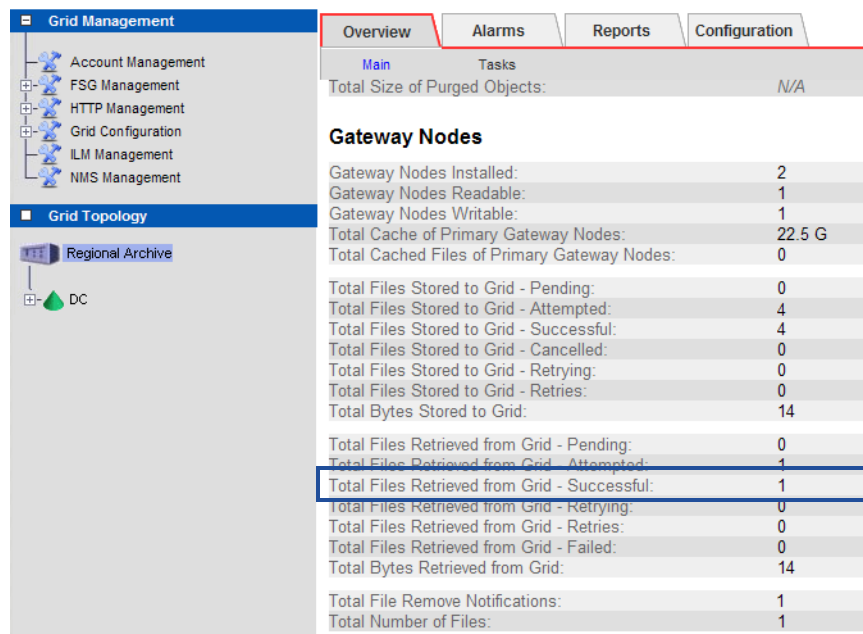 Grid Management
Account Management
FSG Management
HTTP Management
Grid Configuration
ILM Management
NMS Management
Grid Topology
Regional Archive
DC
Overview Alarms Reports Configuration
Main Tasks
Total Size of Purged Objects: N/A
Gateway Nodes
Gateway Nodes Installed: 2
Gateway Nodes Readable: 1
Gateway Nodes Writable: 1
Total Cache of Primary Gateway Nodes: 22.5 G
Total Cached Files of Primary Gateway Nodes: 0
Total Files Stored to Grid - Pending: 0
Total Files Stored to Grid - Attempted: 4
Total Files Stored to Grid - Successful: 4
Total Files Stored to Grid - Cancelled: 0
Total Files Stored to Grid - Retrying: 0
Total Files Stored to Grid - Retries: 0
Total Bytes Stored to Grid: 14
Total Files Retrieved from Grid - Pending: 0
Total Files Retrieved from Grid - Attempted: 1
Total Files Retrieved from Grid - Successful: 1
Total Files Retrieved from Grid - Retrying: 0
Total Files Retrieved from Grid - Retries: 0
Total Files Retrieved from Grid - Failed: 0
Total Bytes Retrieved from Grid: 14
Total File Remove Notifications: 1
Total Number of Files: 1